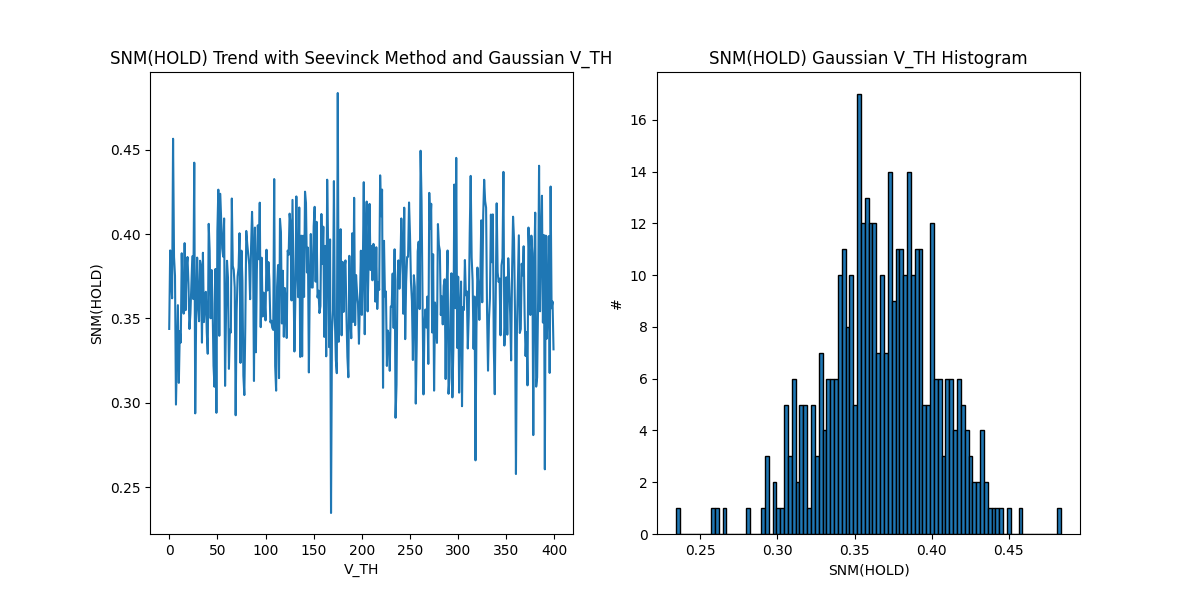 SNM(HOLD) Trend with Seevinck Method and Gaussian V_TH
SNM(HOLD)
0.45
0.40
0.35
0.30
0.25
0 50 100 150 200 250 300 350 400
V_TH
SNM(HOLD) Gaussian V_TH Histogram
#
16
14
12
10
8
6
4
2
0
0.25 0.30 0.35 0.40 0.45
SNM(HOLD)